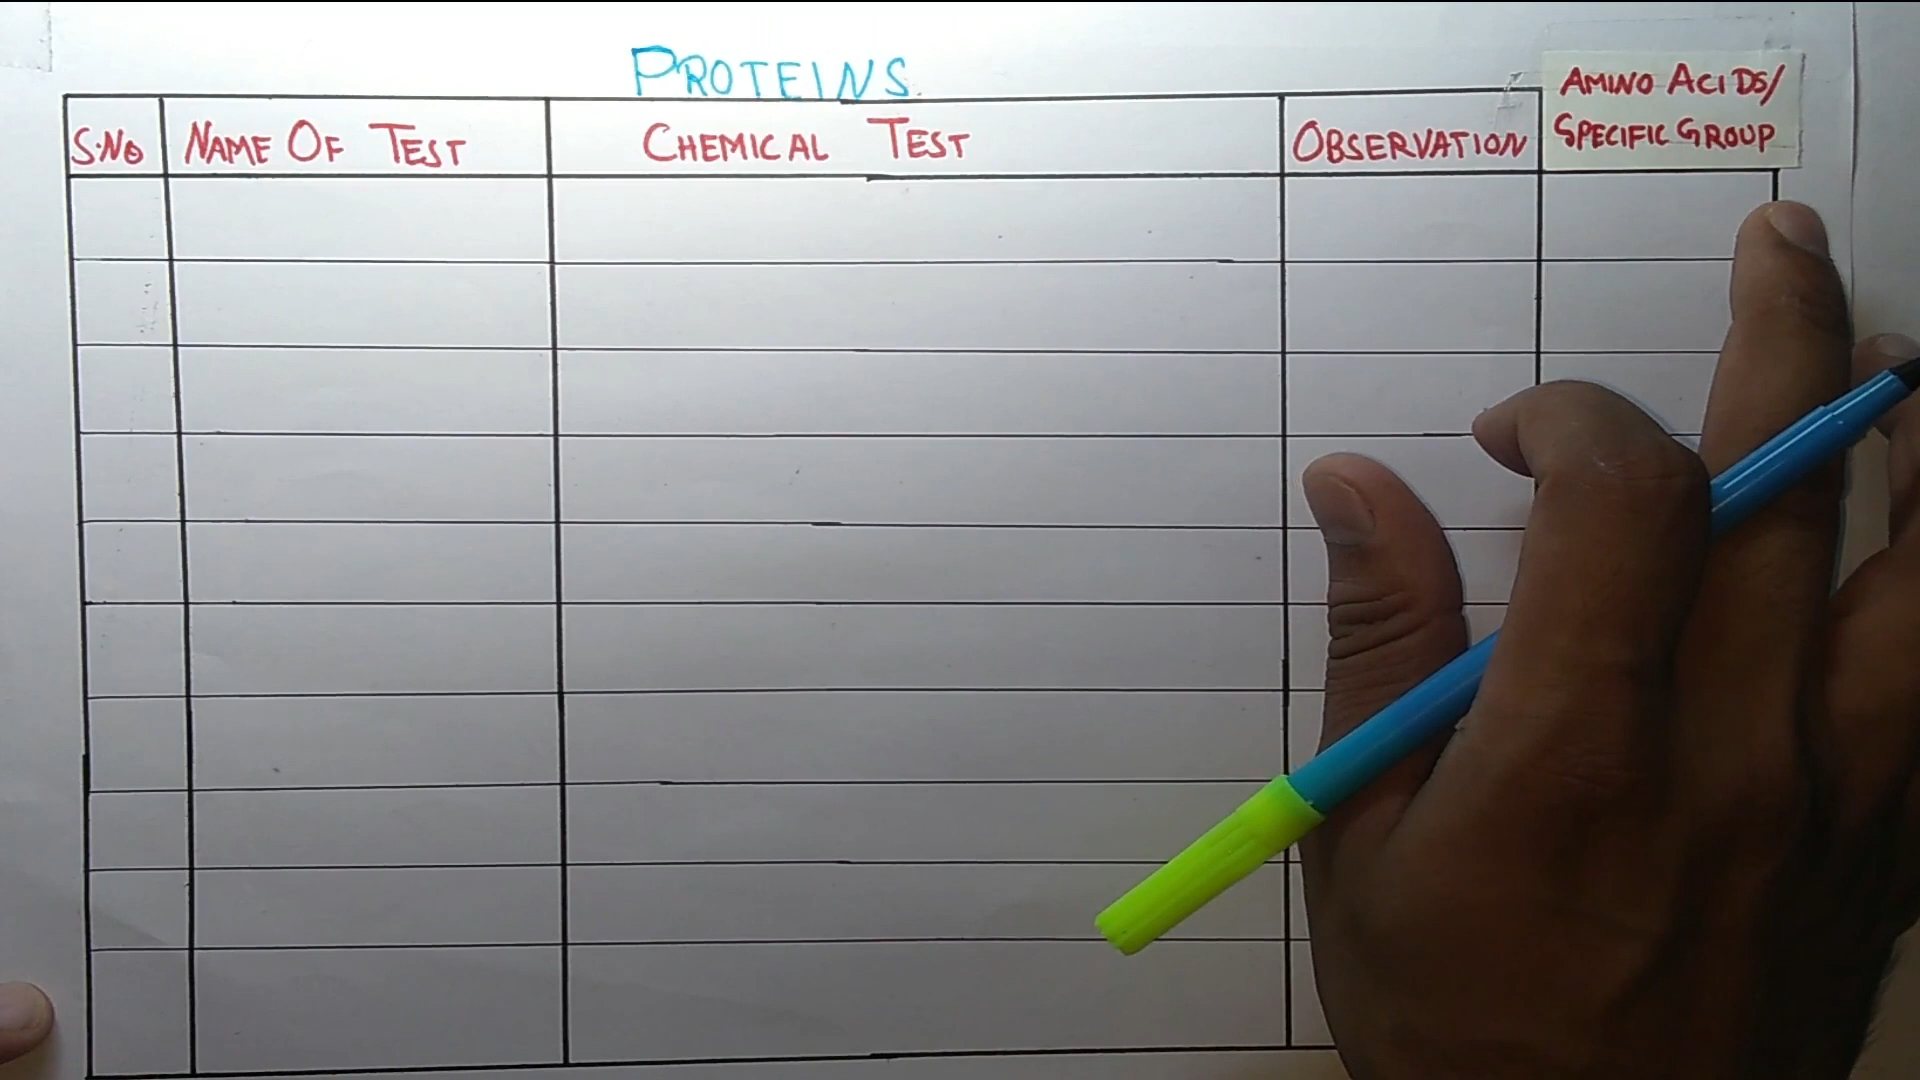 PROTEINS
S.NO
NAME OF TEST
CHEMICAL TEST
OBSERVATION
AMINO ACIDS/
SPECIFIC GROUP